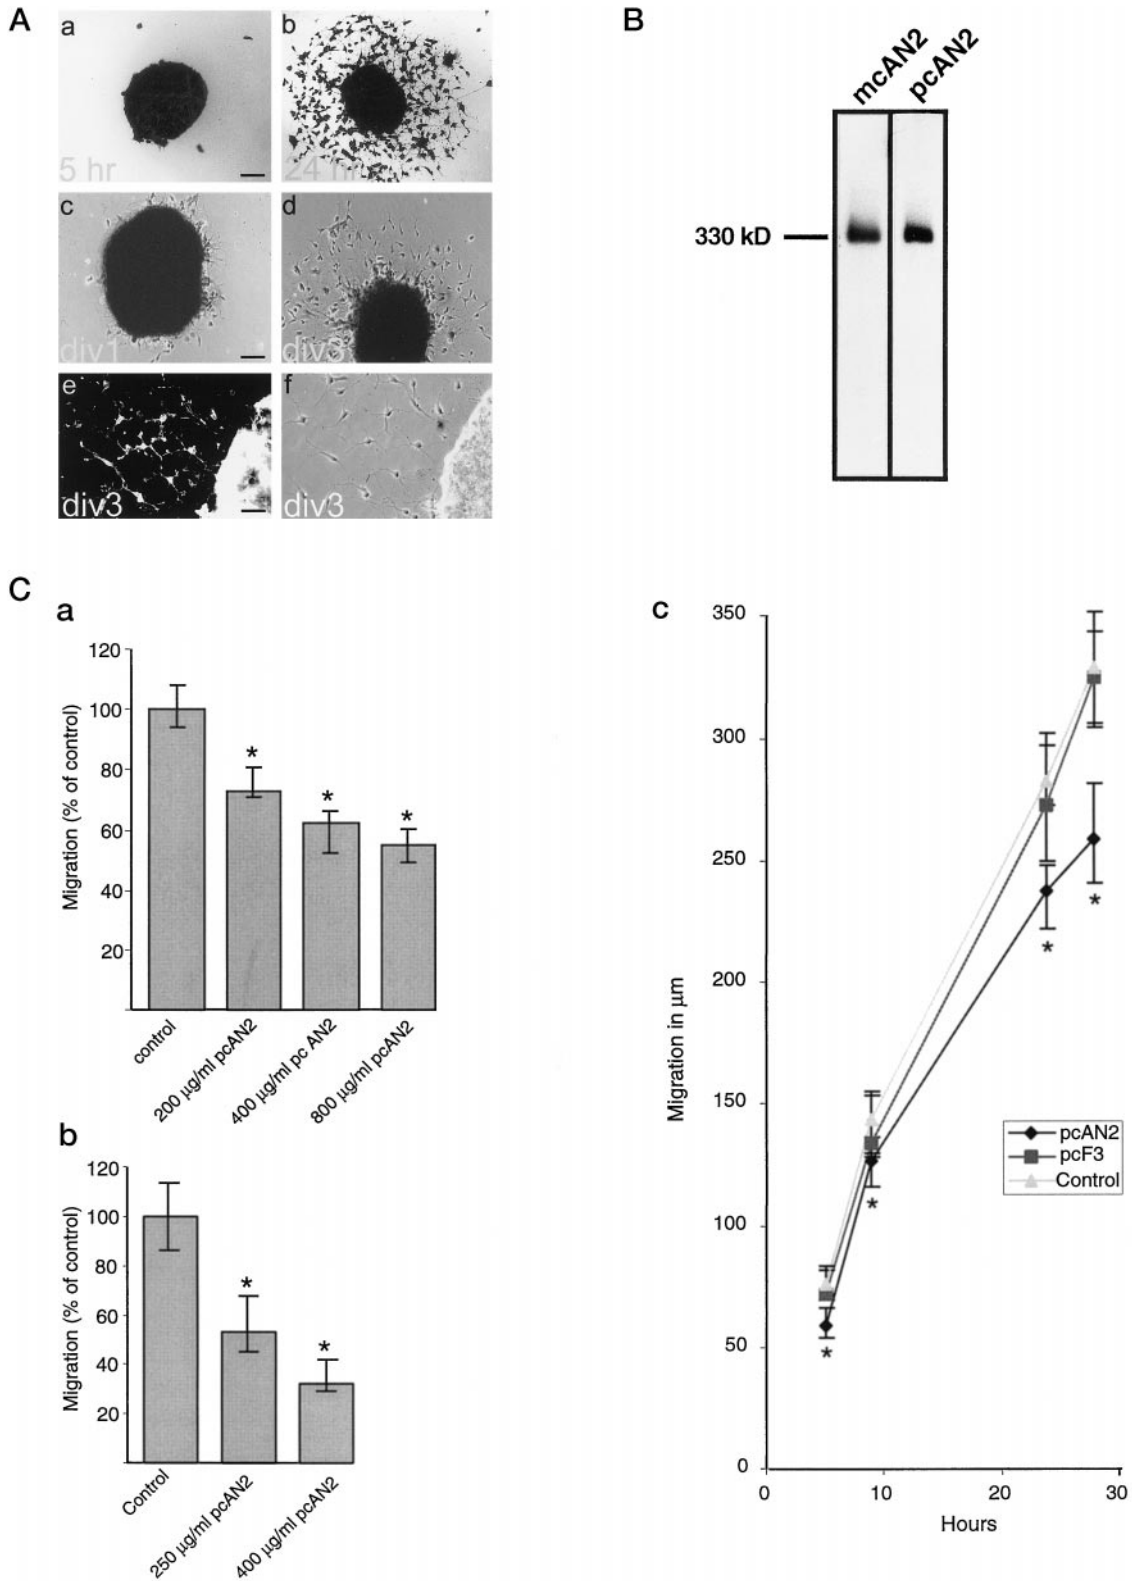 A
a
5 hr
b
24 hr
c
div1
d
div3
e
div3
f
div3
B
mcAN2
pcAN2
330 kD
C
a
120
100
80
60
40
20
Migration (% of control)
control
200 µg/ml pcAN2
400 µg/ml pc AN2
800 µg/ml pcAN2
*
*
*
b
120
100
80
60
40
20
Migration (% of control)
Control
250 µg/ml pcAN2
400 µg/ml pcAN2
*
*
c
350
300
250
200
150
100
50
0
Migration in µm
*
*
*
*
pcAN2
pcF3
Control
0
10
20
30
Hours